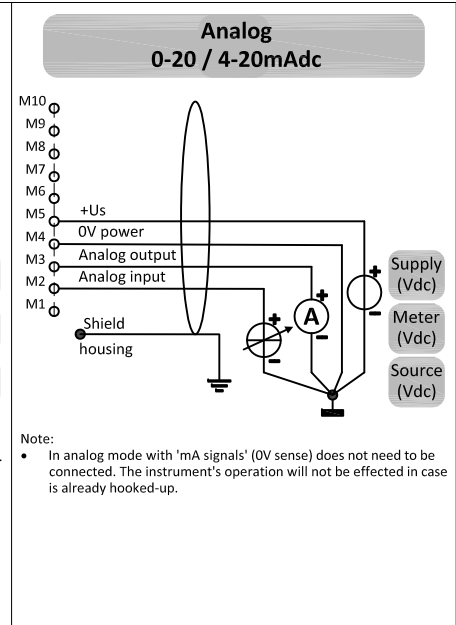 Analog
0-20 / 4-20mAdc
M10
M9
M8
M7
M6
M5
M4
M3
M2
M1
+Us
0V power
Analog output
Analog input
Shield
housing
+
-
A
+
-
+
-
Supply
(Vdc)
Meter
(Vdc)
Source
(Vdc)
Note:
• In analog mode with 'mA signals' (0V sense) does not need to be
connected. The instrument's operation will not be effected in case
is already hooked-up.